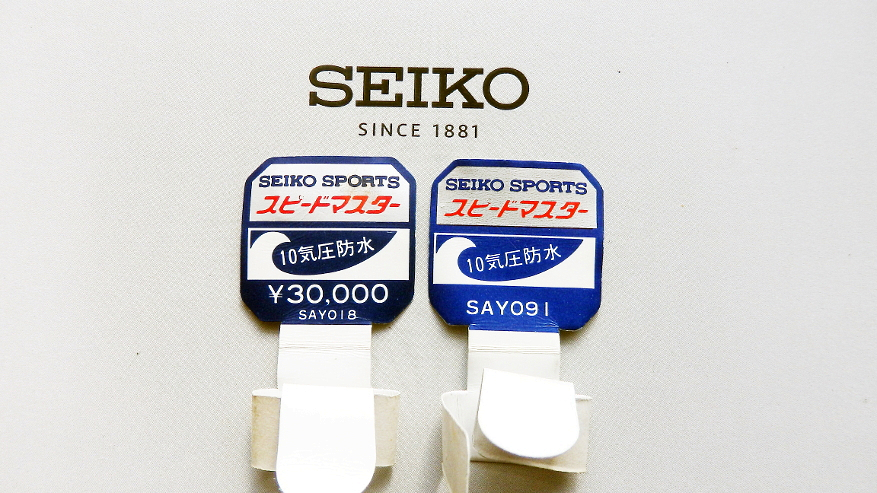 SEIKO
SINCE 1881
SEIKO SPORTS
スピードマスター
10気圧防水
¥30,000
SAY018
SEIKO SPORTS
スピードマスター
10気圧防水
SAY091